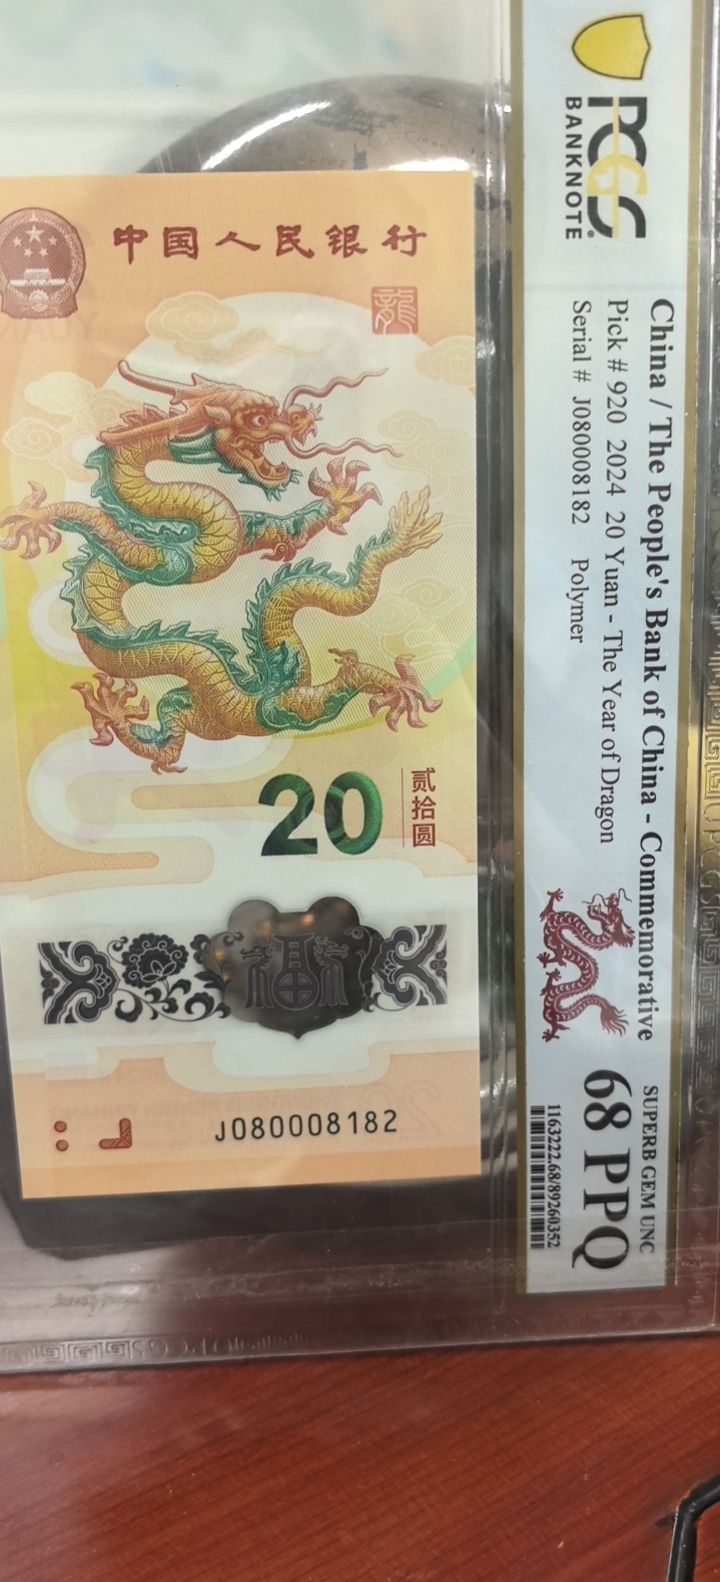 PCGS
BANKNOTE
China / The People's Bank of China - Commemorative
Pick # 920 2024 20 Yuan - The Year of Dragon
Serial # J080008182 Polymer
SUPERB GEM UNC
68 PPQ
1163222.68/89260352
中国人民银行
龍
20
贰拾圆
福
J080008182